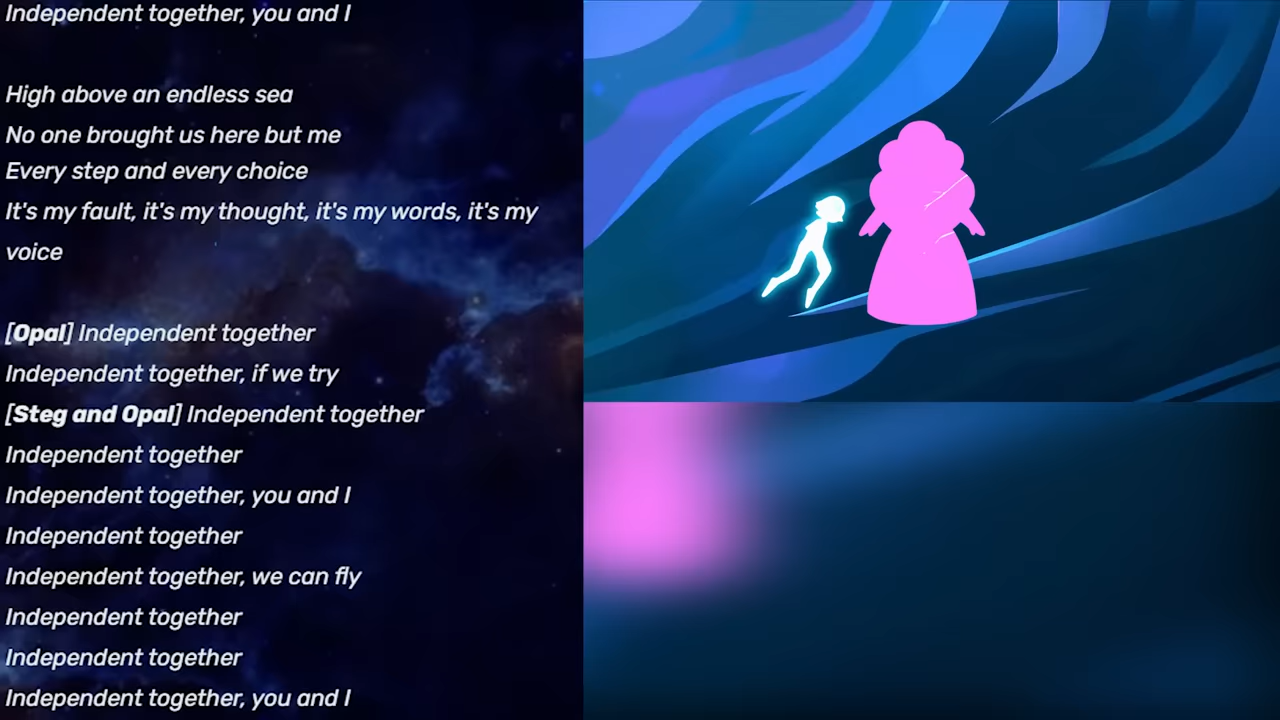 Independent together, you and I
High above an endless sea
No one brought us here but me
Every step and every choice
It's my fault, it's my thought, it's my words, it's my
voice
[Opal] Independent together
Independent together, if we try
[Steg and Opal] Independent together
Independent together
Independent together, you and I
Independent together
Independent together, we can fly
Independent together
Independent together
Independent together, you and I